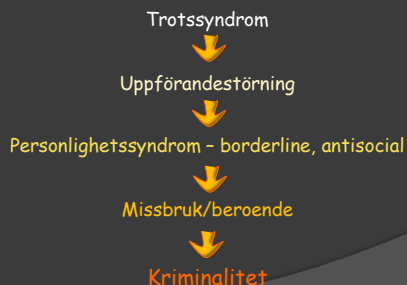 Trotssyndrom
Uppförandestörning
Personlighetssyndrom – borderline, antisocial
Missbruk/beroende
Kriminalitet